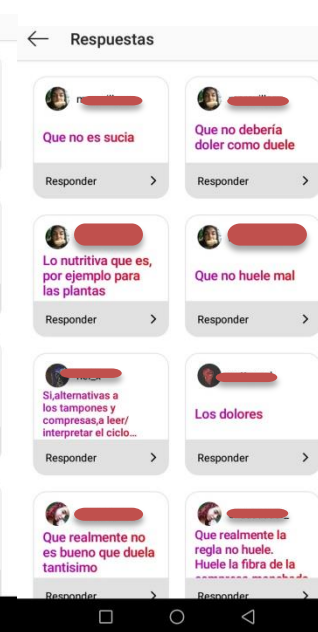 Respuestas
Que no es sucia
Responder
Que no debería
doler como duele
Responder
Lo nutritiva que es,
por ejemplo para
las plantas
Responder
Que no huele mal
Responder
Si,alternativas a
los tampones y
compresas,a leer/
interpretar el ciclo...
Responder
Los dolores
Responder
Que realmente no
es bueno que duela
tantisimo
Responder
Que realmente la
regla no huele.
Huele la fibra de la
compresa manchada
Responder